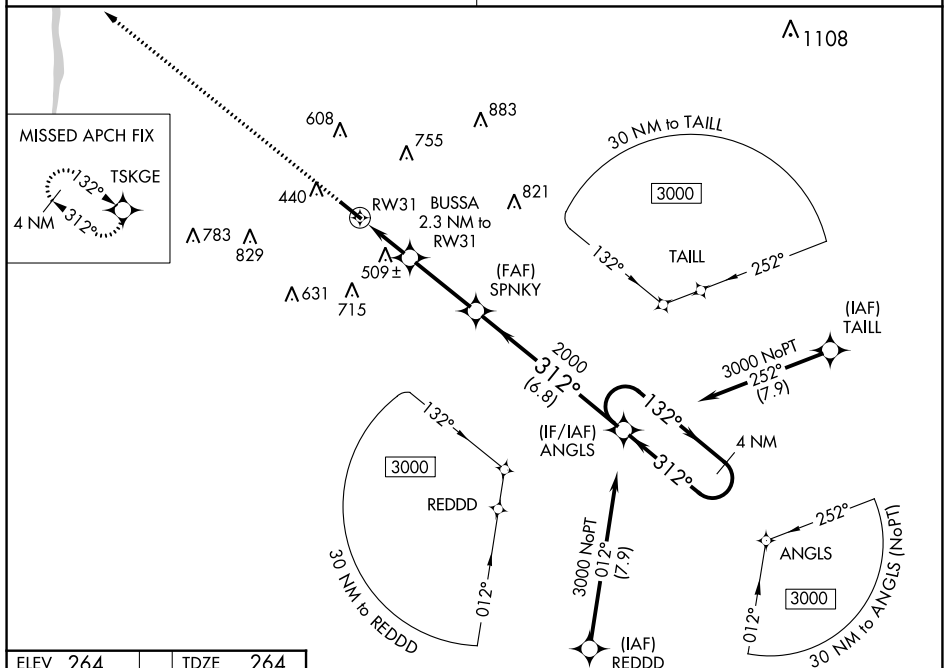 1108
MISSED APCH FIX
TSKGE
132°
312°
4 NM
608
755
883
440
821
RW31
BUSSA
2.3 NM to
RW31
783
829
509±
631
715
(FAF)
SPNKY
30 NM to TAILL
3000
132°
TAILL
252°
(IAF)
TAILL
3000 NoPT
252°
(7.9)
2000
312°
(6.8)
132°
4 NM
312°
(IF/IAF)
ANGLS
132°
3000
REDDD
012°
30 NM to REDDD
3000 NoPT
012°
(7.9)
(IAF)
REDDD
252°
ANGLS
012°
3000
30 NM to ANGLS (NoPT)
ELEV 264
TDZE 264